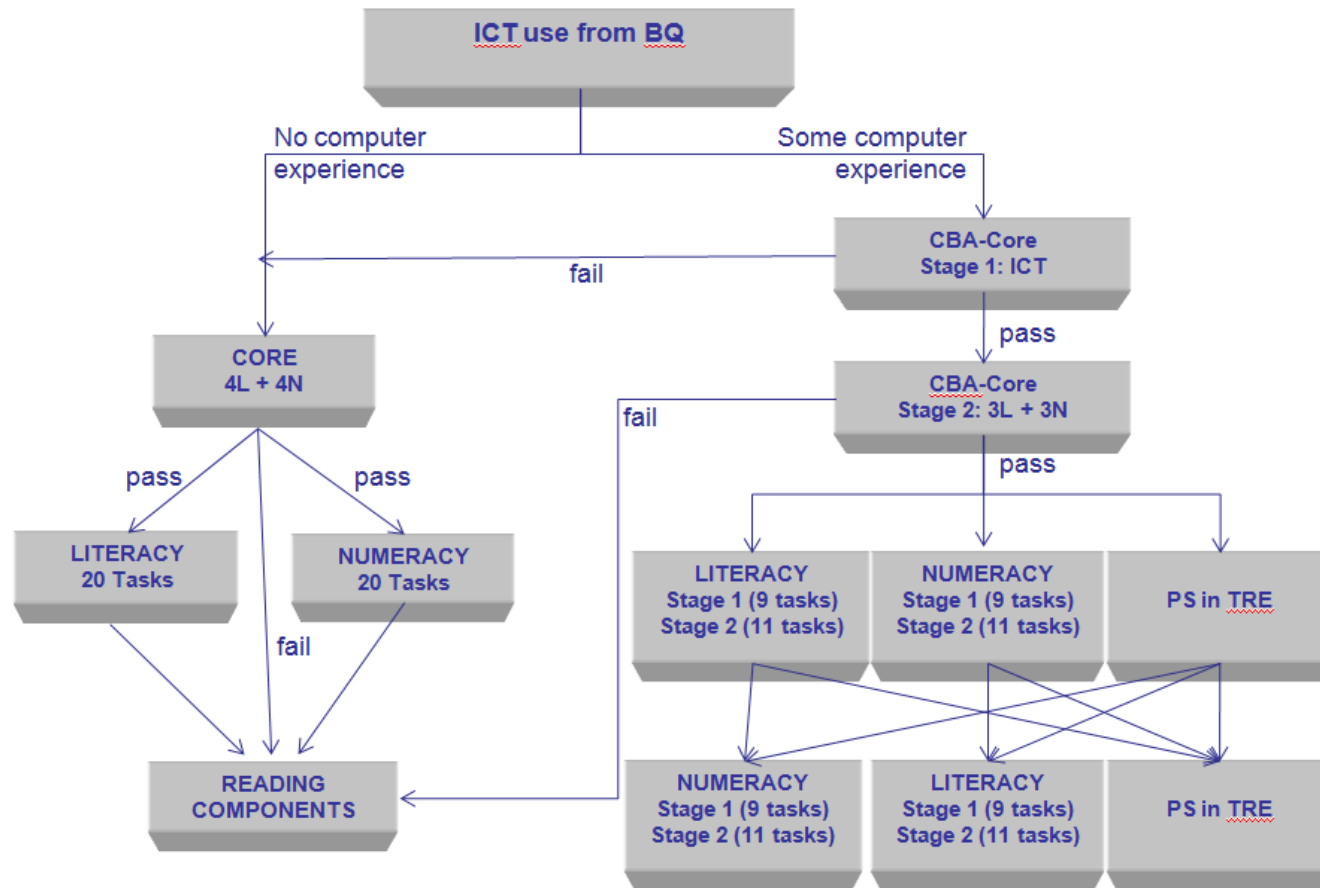 ICT use from BQ
No computer
experience
Some computer
experience
CBA-Core
Stage 1: ICT
fail
pass
CORE
4L + 4N
CBA-Core
Stage 2: 3L + 3N
fail
pass
pass
pass
LITERACY
20 Tasks
NUMERACY
20 Tasks
fail
LITERACY
Stage 1 (9 tasks)
Stage 2 (11 tasks)
NUMERACY
Stage 1 (9 tasks)
Stage 2 (11 tasks)
PS in TRE
READING
COMPONENTS
NUMERACY
Stage 1 (9 tasks)
Stage 2 (11 tasks)
LITERACY
Stage 1 (9 tasks)
Stage 2 (11 tasks)
PS in TRE